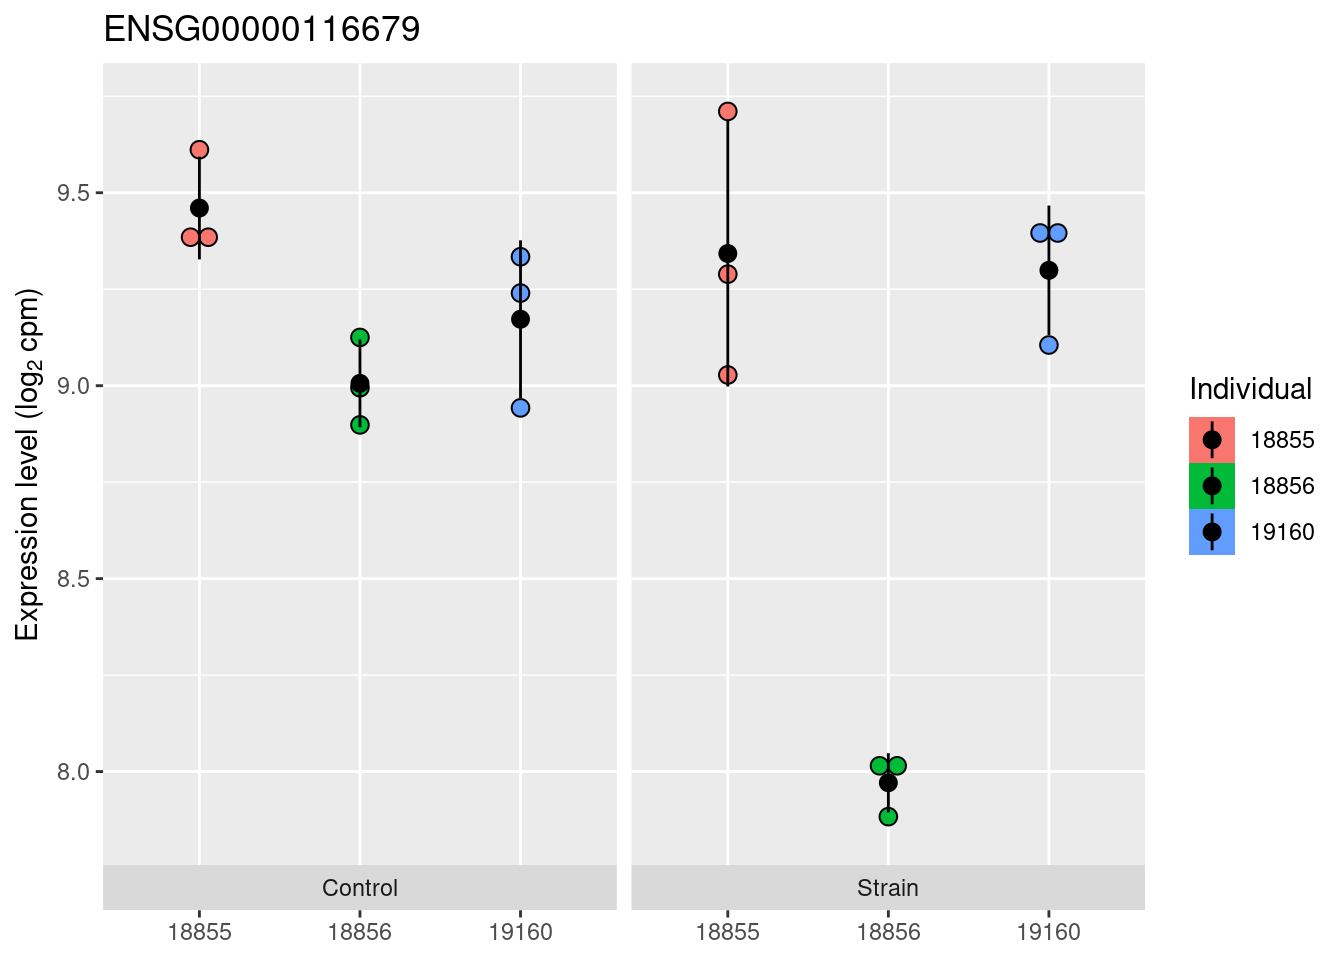 ENSG00000116679
Expression level (log2 cpm)
9.5
9.0
8.5
8.0
Control
Strain
18855
18856
19160
18855
18856
19160
Individual
18855
18856
19160